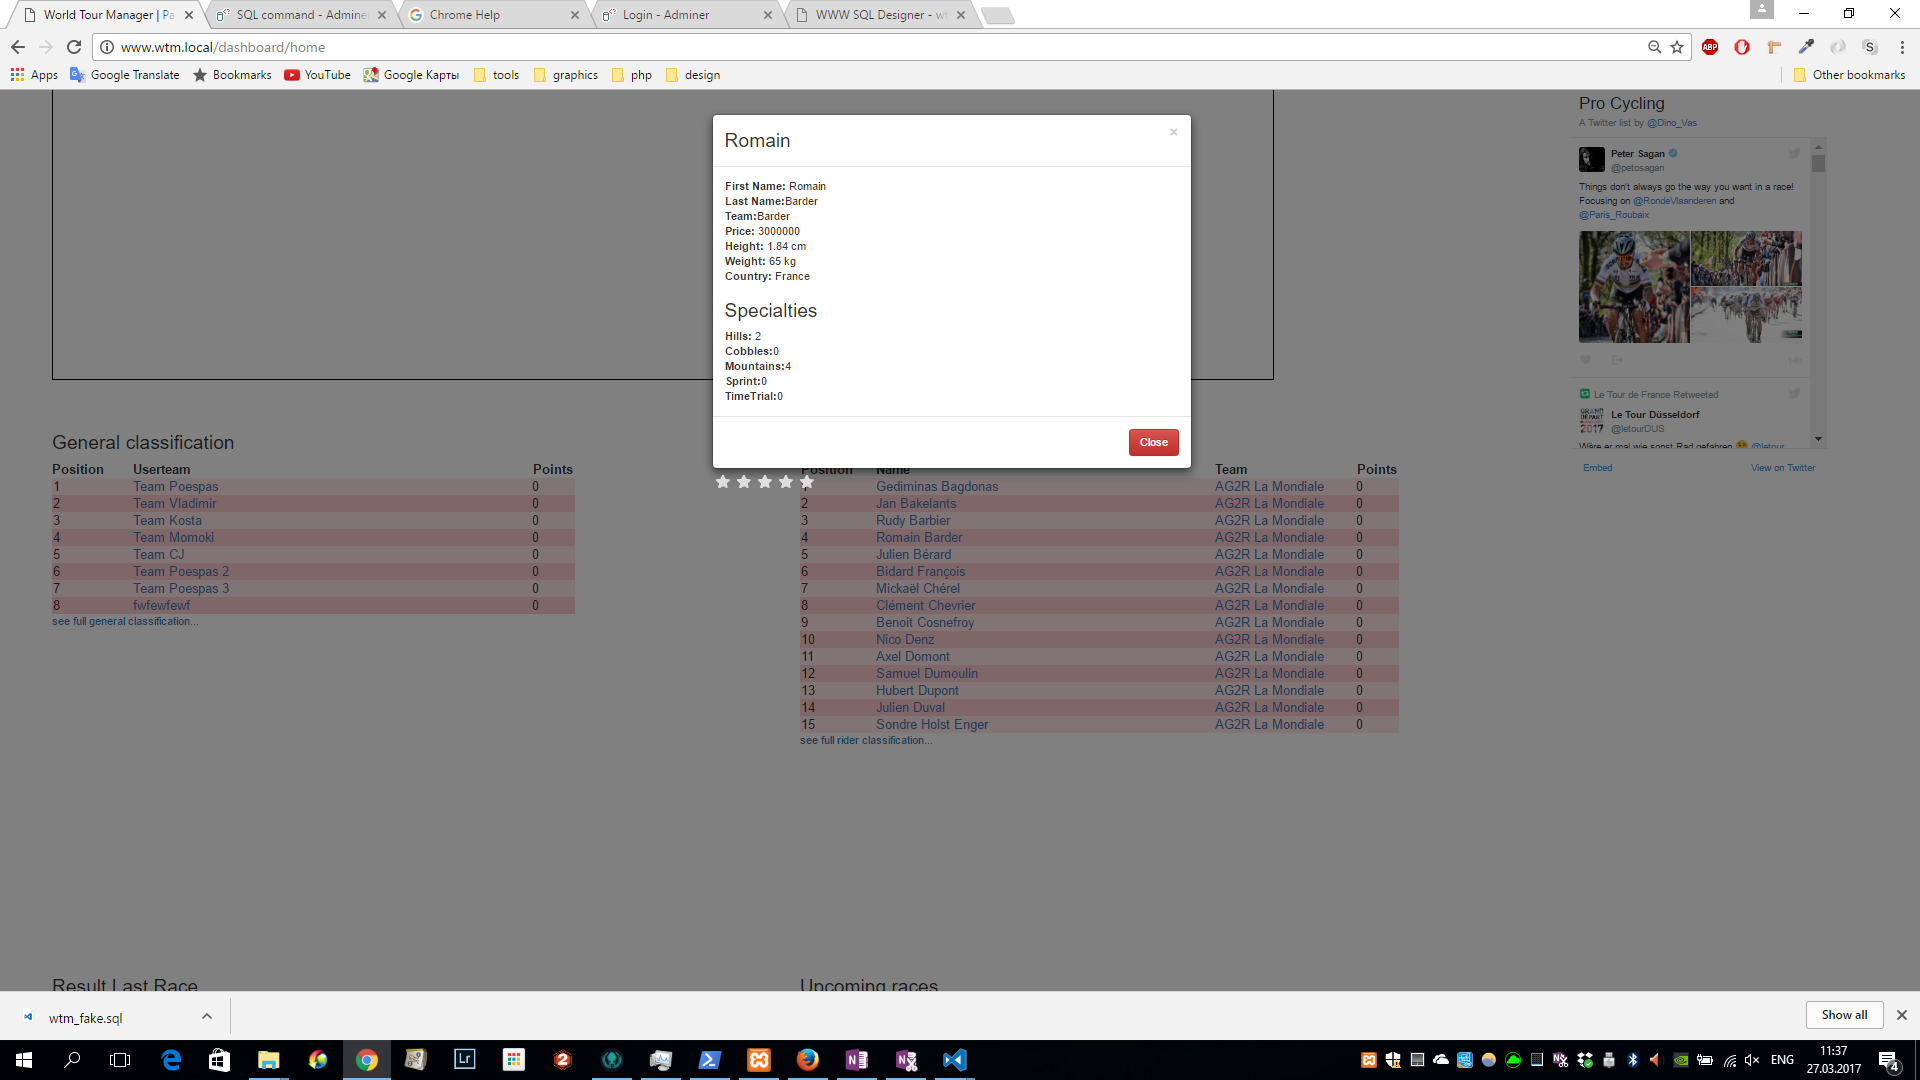 World Tour Manager | Pa
SQL command - Adminer
Chrome Help
Login - Adminer
WWW SQL Designer - wt
www.wtm.local/dashboard/home
ABP
S
Apps
Google Translate
Bookmarks
YouTube
Google Карты
tools
graphics
php
design
Other bookmarks
Romain
×
First Name: Romain
Last Name:Barder
Team:Barder
Price: 3000000
Height: 1.84 cm
Weight: 65 kg
Country: France
Specialties
Hills: 2
Cobbles:0
Mountains:4
Sprint:0
TimeTrial:0
Close
Pro Cycling
A Twitter list by @Dino_Vas
Peter Sagan
@petosagan
Things don't always go the way you want in a race!
Focusing on @RondeVlaanderen and
@Paris_Roubaix
Le Tour de France Retweeted
GRAND
DÉPART
2017
Le Tour Düsseldorf
@letourDUS
Wäre er mal wie sonst Rad gefahren @letour
Embed
View on Twitter
General classification
Position Userteam Points
1 Team Poespas 0
2 Team Vladimir 0
3 Team Kosta 0
4 Team Momoki 0
5 Team CJ 0
6 Team Poespas 2 0
7 Team Poespas 3 0
8 fwfewfewf 0
see full general classification...
Position Name Team Points
1 Gediminas Bagdonas AG2R La Mondiale 0
2 Jan Bakelants AG2R La Mondiale 0
3 Rudy Barbier AG2R La Mondiale 0
4 Romain Barder AG2R La Mondiale 0
5 Julien Bérard AG2R La Mondiale 0
6 Bidard François AG2R La Mondiale 0
7 Mickaël Chérel AG2R La Mondiale 0
8 Clément Chevrier AG2R La Mondiale 0
9 Benoit Cosnefroy AG2R La Mondiale 0
10 Nico Denz AG2R La Mondiale 0
11 Axel Domont AG2R La Mondiale 0
12 Samuel Dumoulin AG2R La Mondiale 0
13 Hubert Dupont AG2R La Mondiale 0
14 Julien Duval AG2R La Mondiale 0
15 Sondre Holst Enger AG2R La Mondiale 0
see full rider classification...
Result Last Race
Upcoming races
wtm_fake.sql
Show all
Lr
ENG
11:37
27.03.2017
4